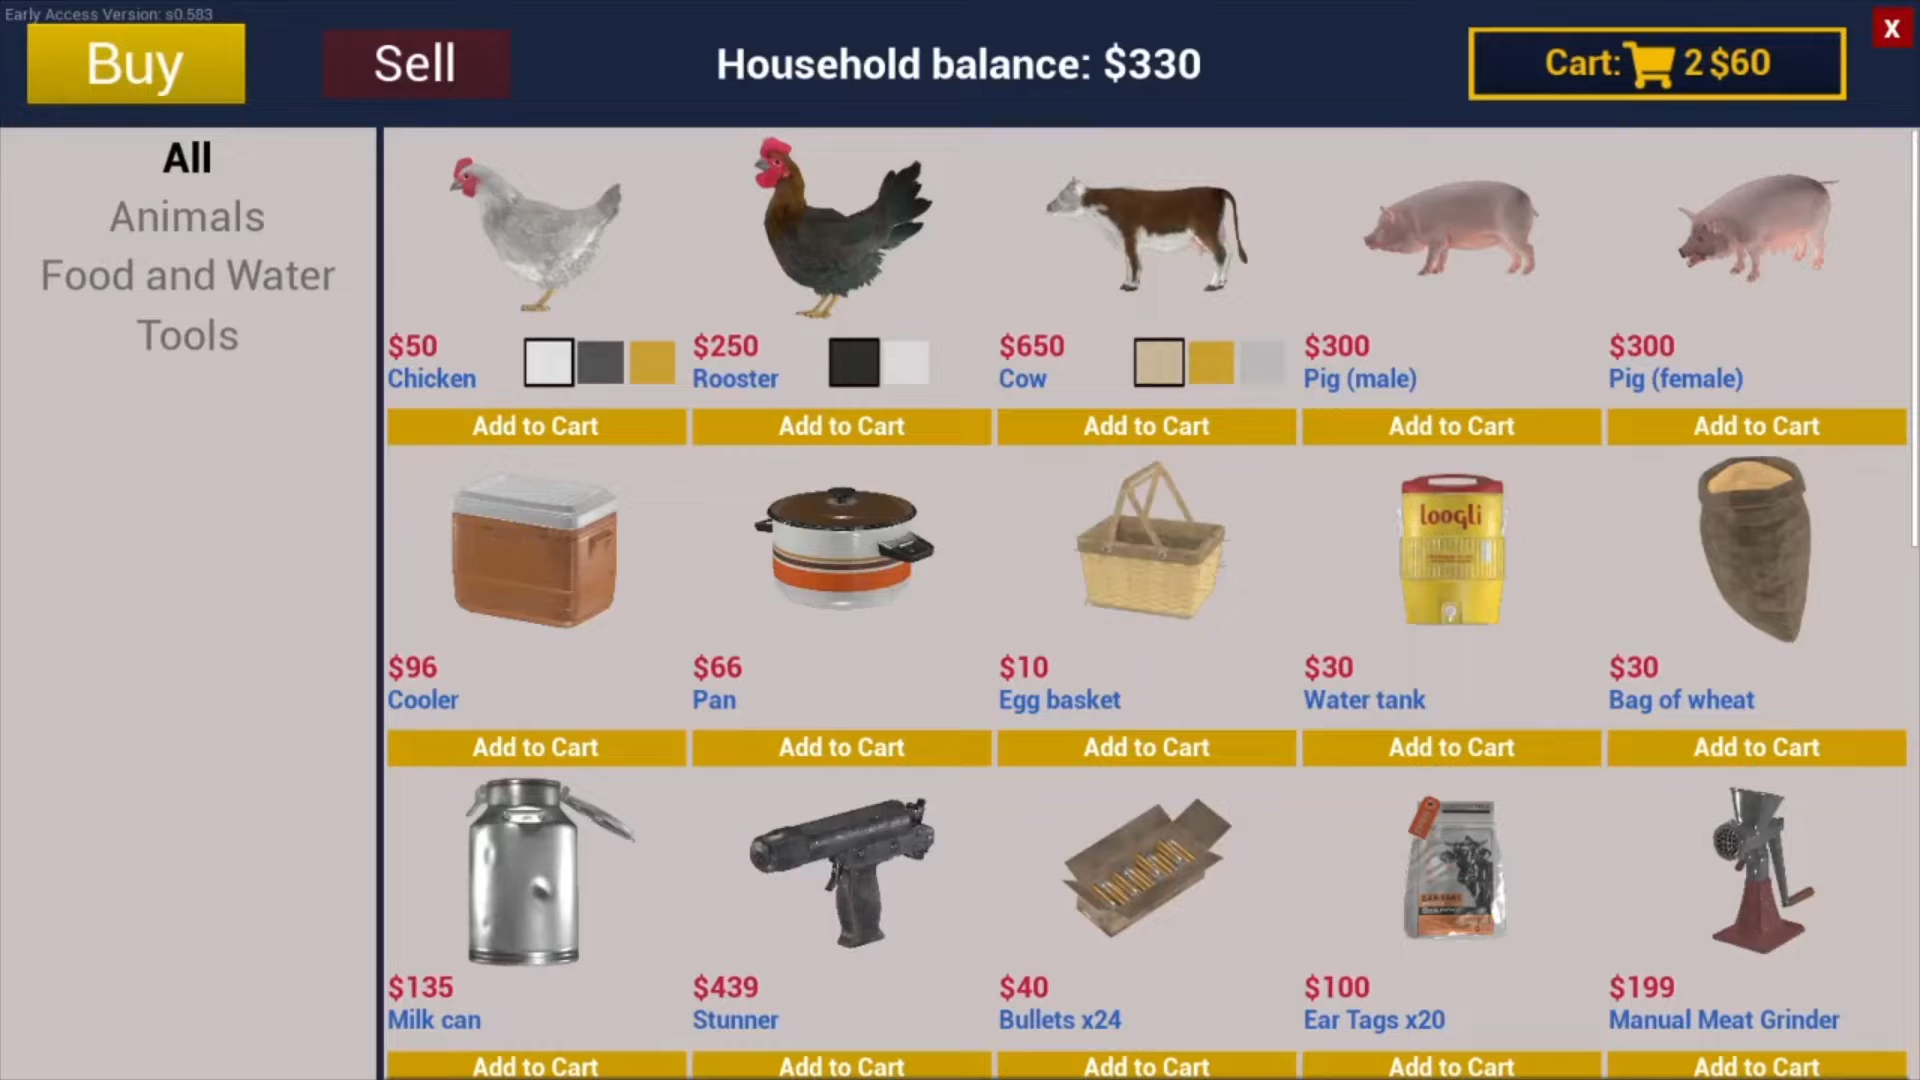 Early Access Version: s0.583
Buy
Sell
Household balance: $330
Cart: 2 $60
X
All
Animals
Food and Water
Tools
$50
Chicken
$250
Rooster
$650
Cow
$300
Pig (male)
$300
Pig (female)
Add to Cart
Add to Cart
Add to Cart
Add to Cart
Add to Cart
loogli
$96
Cooler
$66
Pan
$10
Egg basket
$30
Water tank
$30
Bag of wheat
Add to Cart
Add to Cart
Add to Cart
Add to Cart
Add to Cart
$135
Milk can
$439
Stunner
$40
Bullets x24
$100
Ear Tags x20
$199
Manual Meat Grinder
Add to Cart
Add to Cart
Add to Cart
Add to Cart
Add to Cart